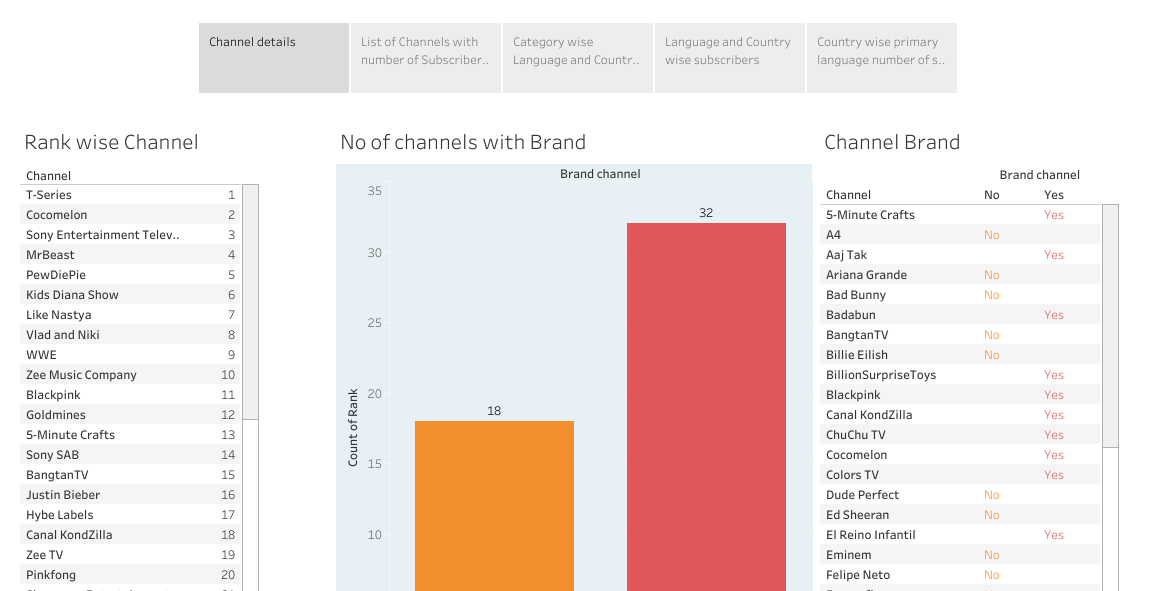 Channel details
List of Channels with
number of Subscriber..
Category wise
Language and Countr..
Language and Country
wise subscribers
Country wise primary
language number of s..
Rank wise Channel
Channel
T-Series 1
Cocomelon 2
Sony Entertainment Telev.. 3
MrBeast 4
PewDiePie 5
Kids Diana Show 6
Like Nastya 7
Vlad and Niki 8
WWE 9
Zee Music Company 10
Blackpink 11
Goldmines 12
5-Minute Crafts 13
Sony SAB 14
BangtanTV 15
Justin Bieber 16
Hybe Labels 17
Canal KondZilla 18
Zee TV 19
Pinkfong 20
No of channels with Brand
Brand channel
35
30
25
20
15
10
Count of Rank
18
32
Channel Brand
Brand channel
Channel No Yes
5-Minute Crafts Yes
A4 No
Aaj Tak Yes
Ariana Grande No
Bad Bunny No
Badabun Yes
BangtanTV No
Billie Eilish No
BillionSurpriseToys Yes
Blackpink Yes
Canal KondZilla Yes
ChuChu TV Yes
Cocomelon Yes
Colors TV Yes
Dude Perfect No
Ed Sheeran No
El Reino Infantil Yes
Eminem No
Felipe Neto No